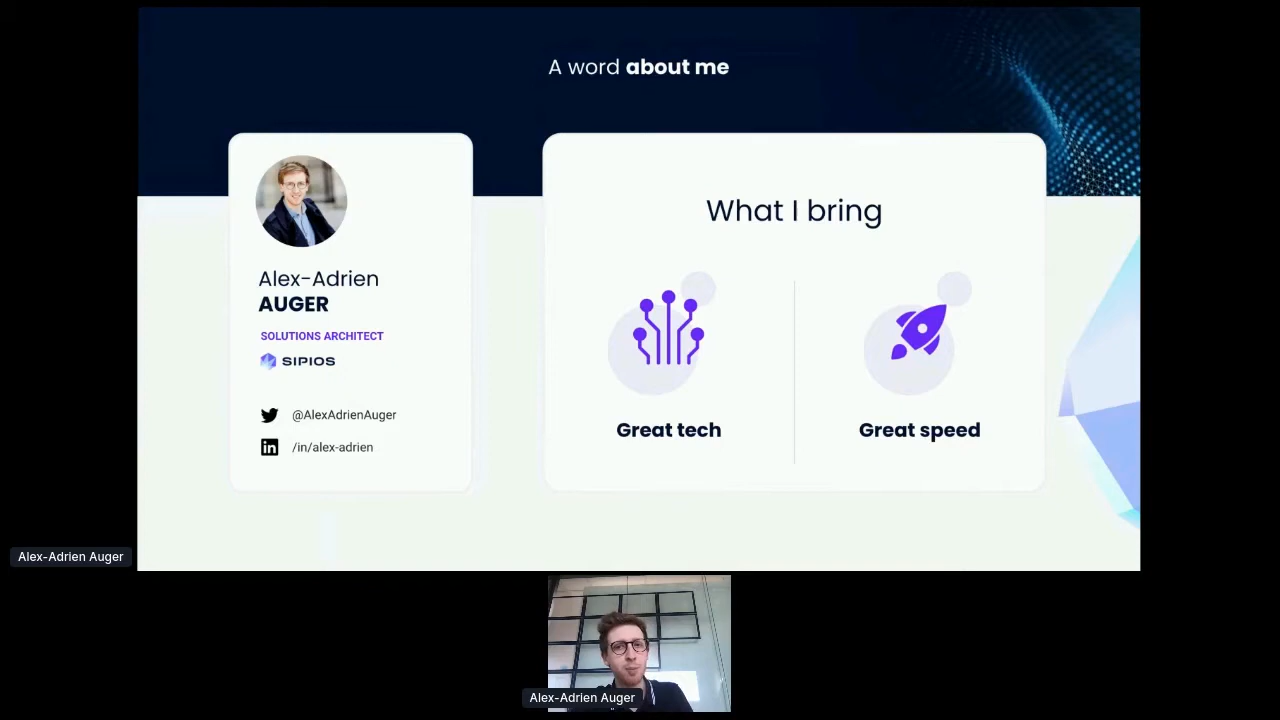 A word about me
Alex-Adrien
AUGER
SOLUTIONS ARCHITECT
SIPIOS
@AlexAdrienAuger
/in/alex-adrien
What I bring
Great tech
Great speed
Alex-Adrien Auger
Alex-Adrien Auger